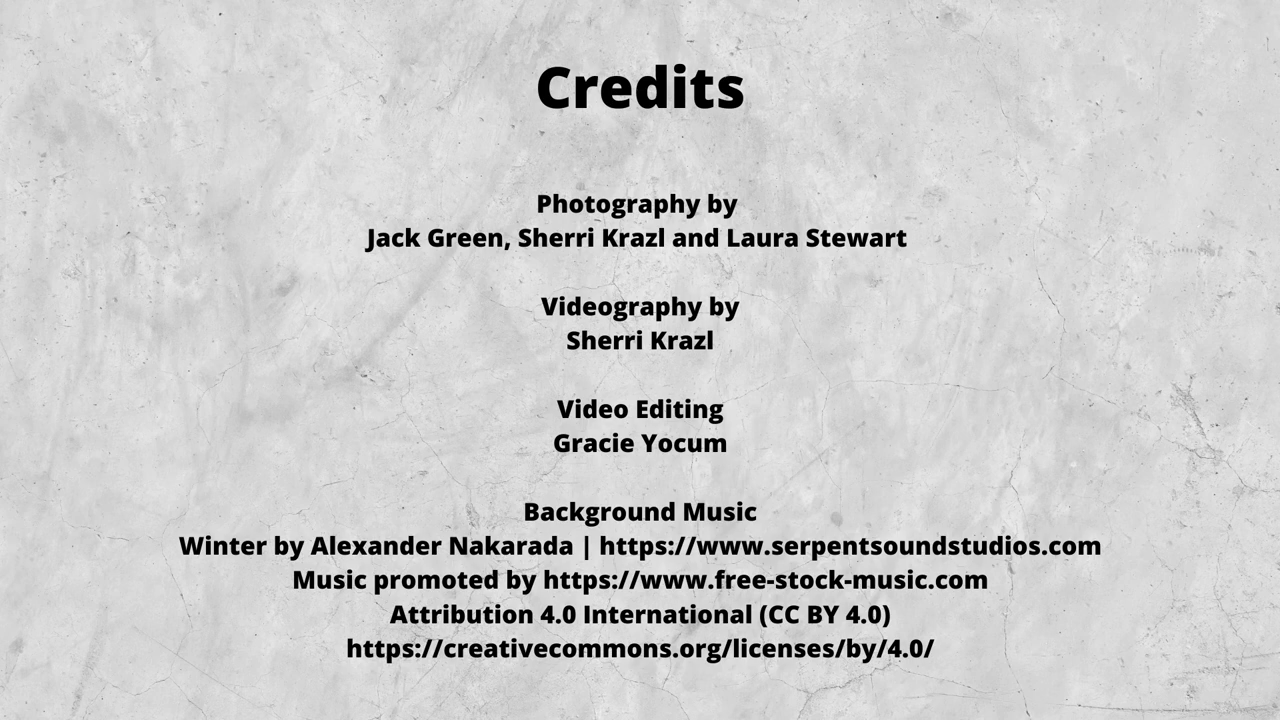 Credits
Photography by
Jack Green, Sherri Krazl and Laura Stewart
Videography by
Sherri Krazl
Video Editing
Gracie Yocum
Background Music
Winter by Alexander Nakarada | https://www.serpentsoundstudios.com
Music promoted by https://www.free-stock-music.com
Attribution 4.0 International (CC BY 4.0)
https://creativecommons.org/licenses/by/4.0/